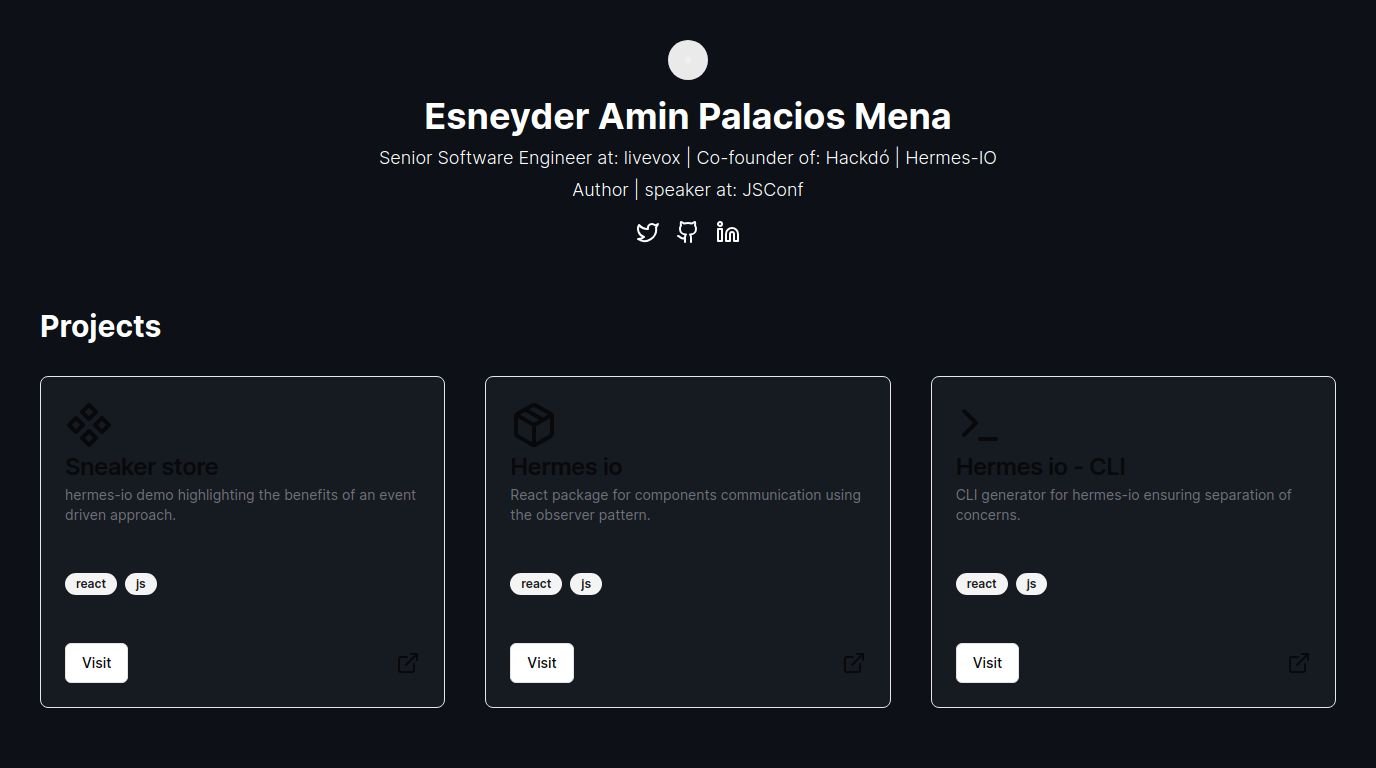 Esneyder Amin Palacios Mena
Senior Software Engineer at: livevox | Co-founder of: Hackdó | Hermes-IO
Author | speaker at: JSConf
Projects
Sneaker store
hermes-io demo highlighting the benefits of an event
driven approach.
react js
Visit
Hermes io
React package for components communication using
the observer pattern.
react js
Visit
Hermes io - CLI
CLI generator for hermes-io ensuring separation of
concerns.
react js
Visit